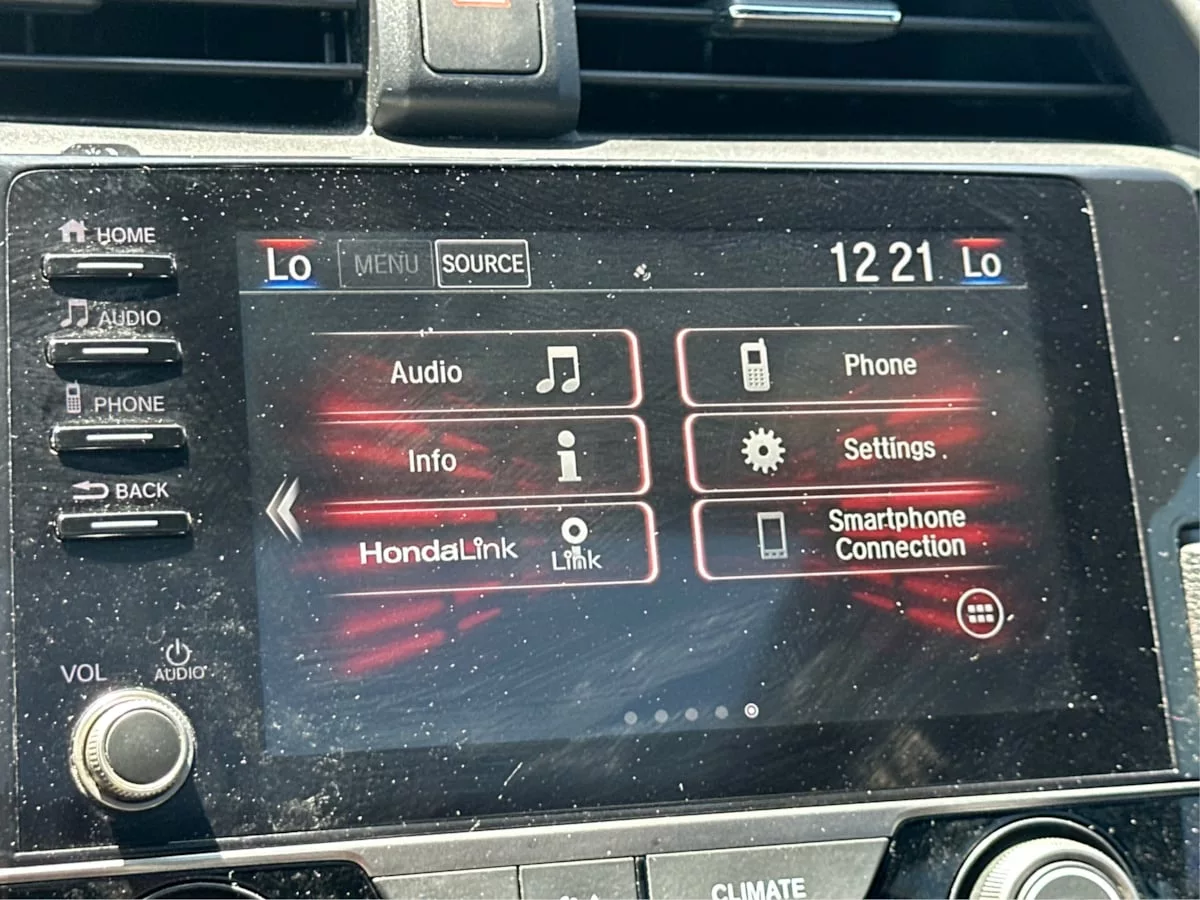 HOME
AUDIO
PHONE
BACK
VOL
AUDIO
Lo MENU SOURCE 12 21 Lo
Audio
Phone
Info
Settings
HondaLink
Link
Smartphone
Connection
CLIMATE